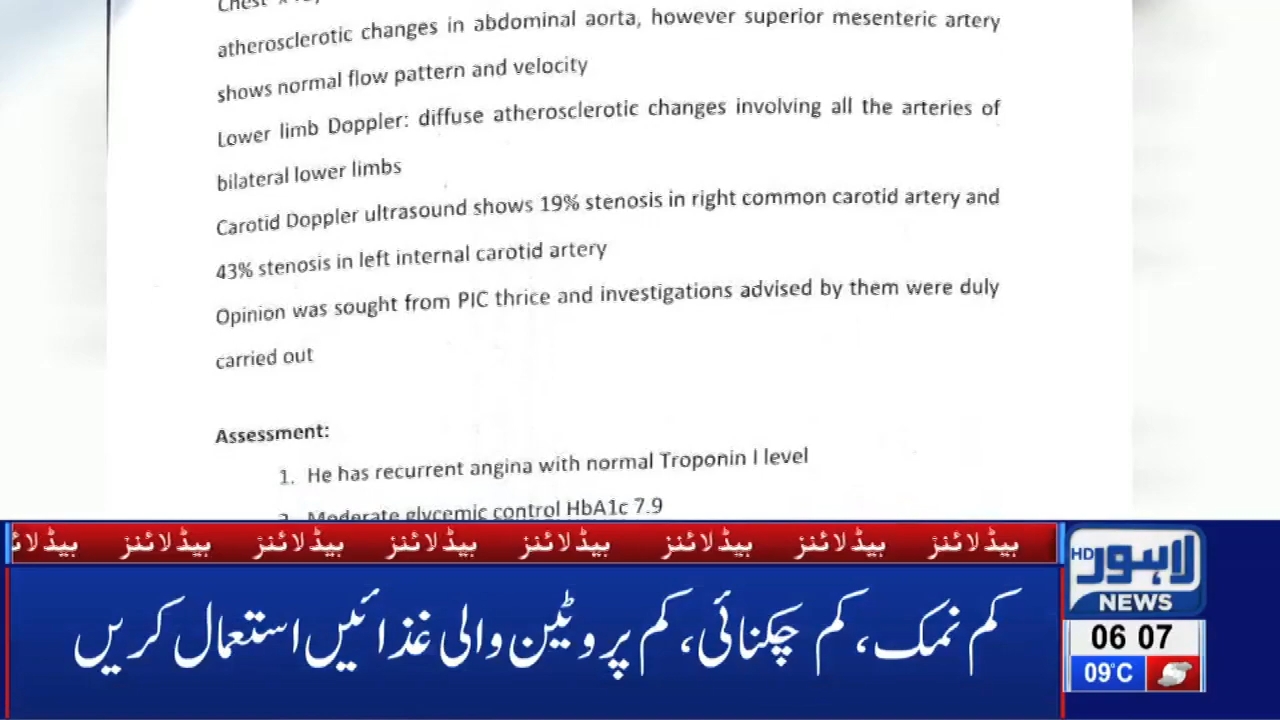 Chest
atherosclerotic changes in abdominal aorta, however superior mesenteric artery
shows normal flow pattern and velocity
Lower limb Doppler: diffuse atherosclerotic changes involving all the arteries of
bilateral lower limbs
Carotid Doppler ultrasound shows 19% stenosis in right common carotid artery and
43% stenosis in left internal carotid artery
Opinion was sought from PIC thrice and investigations advised by them were duly
carried out
Assessment:
1. He has recurrent angina with normal Troponin I level
2. Moderate glycemic control HbA1c 7.9
ہیڈلائنز ہیڈلائنز ہیڈلائنز ہیڈلائنز ہیڈلائنز ہیڈلائنز ہیڈلائنز ہیڈلائنز
کم نمک، کم چکنائی، کم پروٹین والی غذائیں استعمال کریں
لاہور HD
NEWS
06 07
09°C